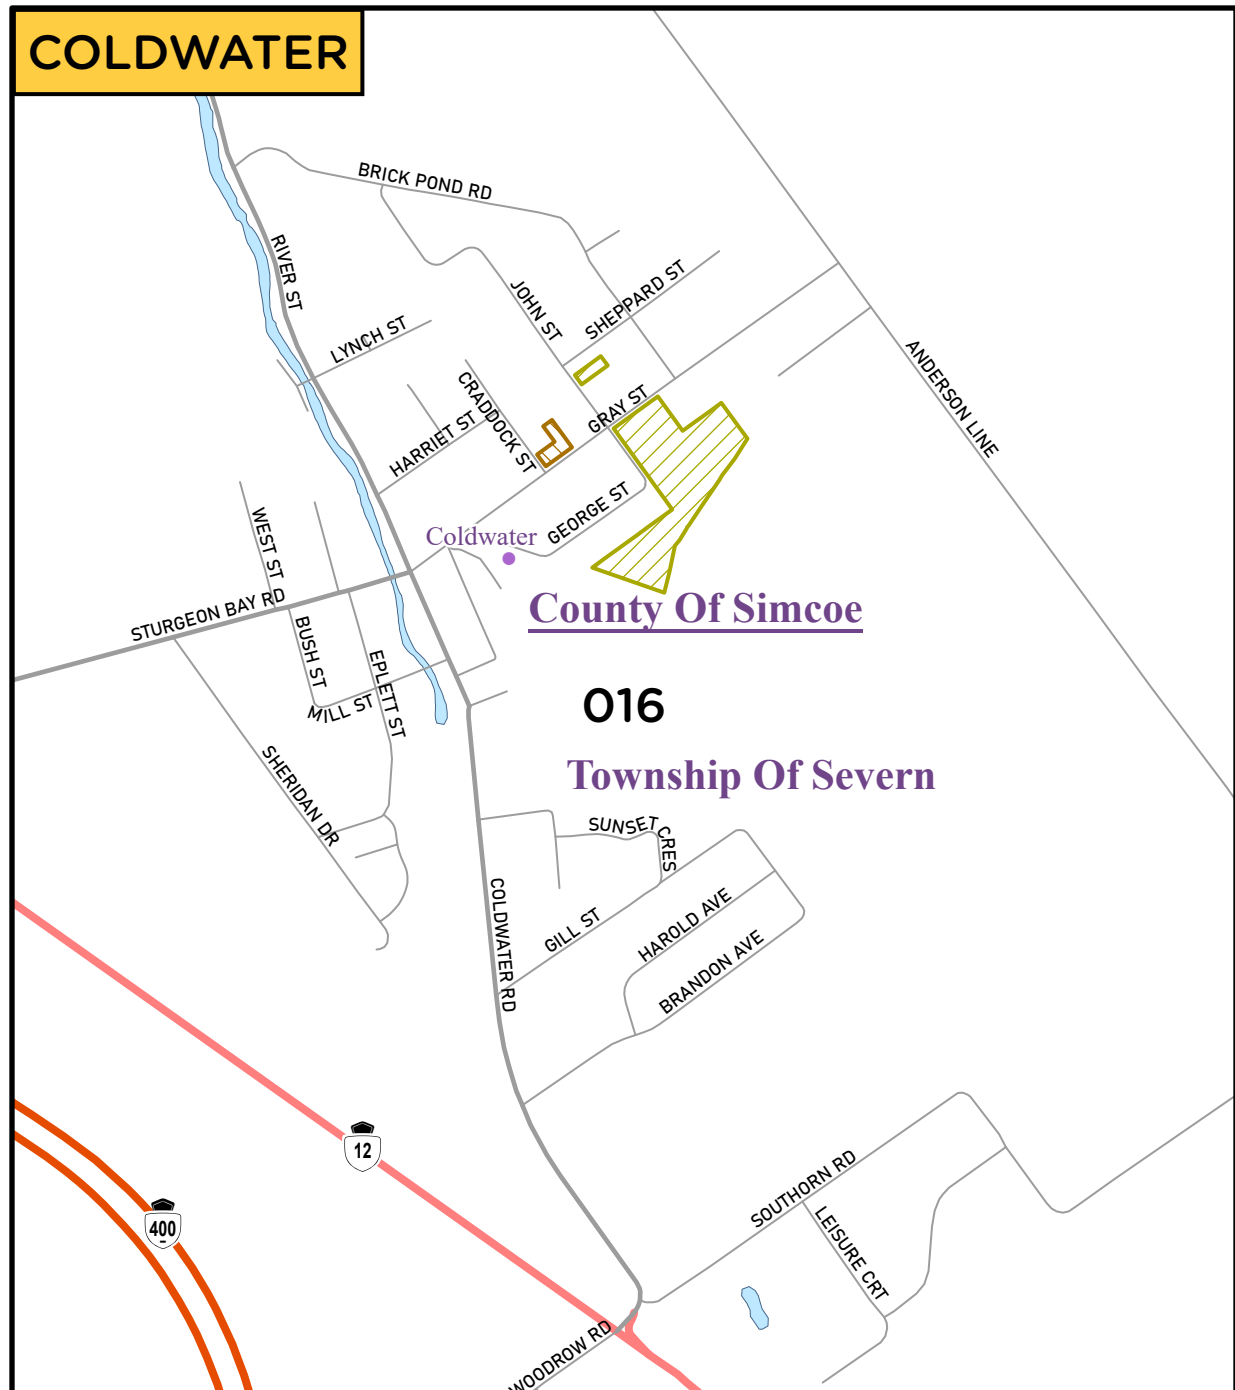 COLDWATER
BRICK POND RD
RIVER ST
JOHN ST
SHEPPARD ST
LYNCH ST
ANDERSON LINE
CRADDOCK ST
GRAY ST
HARRIET ST
GEORGE ST
WEST ST
Coldwater
STURGEON BAY RD
County Of Simcoe
BUSH ST
EPLETT ST
MILL ST
016
Township Of Severn
SHERIDAN DR
SUNSET CRES
COLDWATER RD
GILL ST
HAROLD AVE
BRANDON AVE
12
400
SOUTHORN RD
LEISURE CRT
WOODROW RD